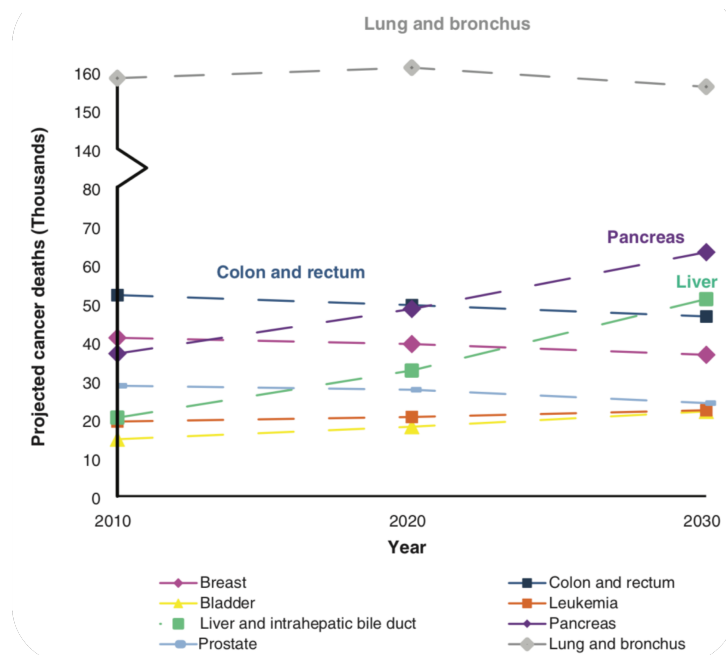 Lung and bronchus
160
150
140
80
70
60
50
40
30
20
10
0
Projected cancer deaths (Thousands)
Colon and rectum
Pancreas
Liver
2010 2020 2030
Year
Breast Colon and rectum
Bladder Leukemia
Liver and intrahepatic bile duct Pancreas
Prostate Lung and bronchus